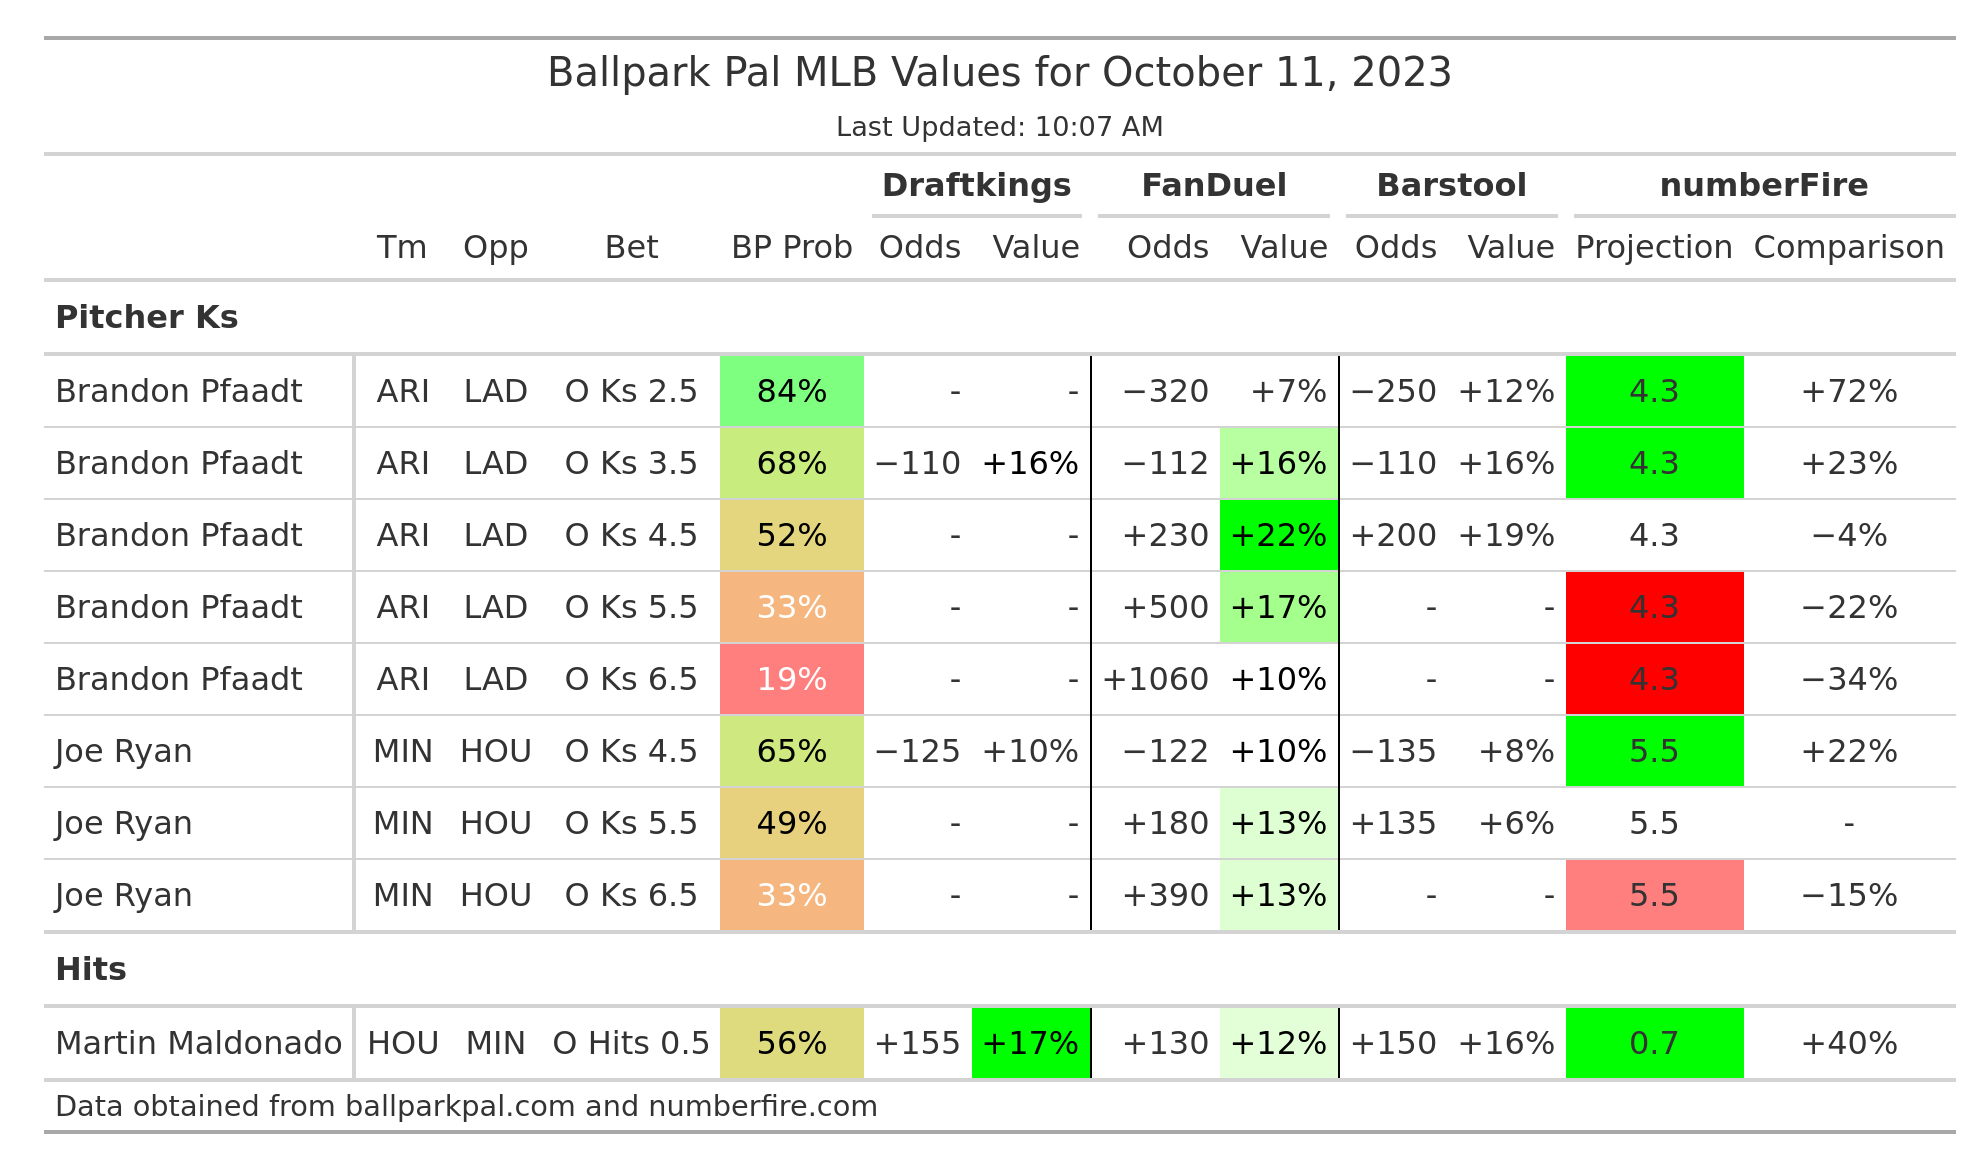 Ballpark Pal MLB Values for October 11, 2023
Last Updated: 10:07 AM
Draftkings FanDuel Barstool numberFire
Tm Opp Bet BP Prob Odds Value Odds Value Odds Value Projection Comparison
Pitcher Ks
Brandon Pfaadt ARI LAD O Ks 2.5 84% - - −320 +7% −250 +12% 4.3 +72%
Brandon Pfaadt ARI LAD O Ks 3.5 68% −110 +16% −112 +16% −110 +16% 4.3 +23%
Brandon Pfaadt ARI LAD O Ks 4.5 52% - - +230 +22% +200 +19% 4.3 −4%
Brandon Pfaadt ARI LAD O Ks 5.5 33% - - +500 +17% - - 4.3 −22%
Brandon Pfaadt ARI LAD O Ks 6.5 19% - - +1060 +10% - - 4.3 −34%
Joe Ryan MIN HOU O Ks 4.5 65% −125 +10% −122 +10% −135 +8% 5.5 +22%
Joe Ryan MIN HOU O Ks 5.5 49% - - +180 +13% +135 +6% 5.5 -
Joe Ryan MIN HOU O Ks 6.5 33% - - +390 +13% - - 5.5 −15%
Hits
Martin Maldonado HOU MIN O Hits 0.5 56% +155 +17% +130 +12% +150 +16% 0.7 +40%
Data obtained from ballparkpal.com and numberfire.com